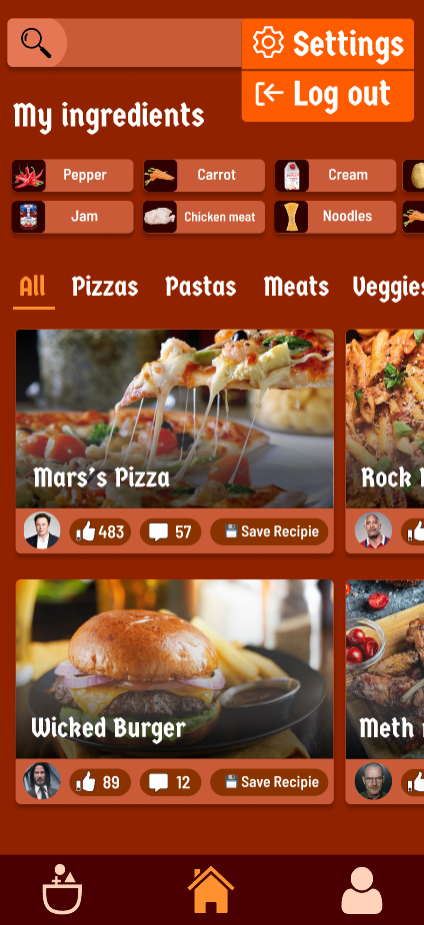 Settings
Log out
My ingredients
Pepper Carrot Cream
Jam Chicken meat Noodles
All Pizzas Pastas Meats Veggies
Mars's Pizza Rock
483 57 Save Recipie
Wicked Burger Meth
89 12 Save Recipie